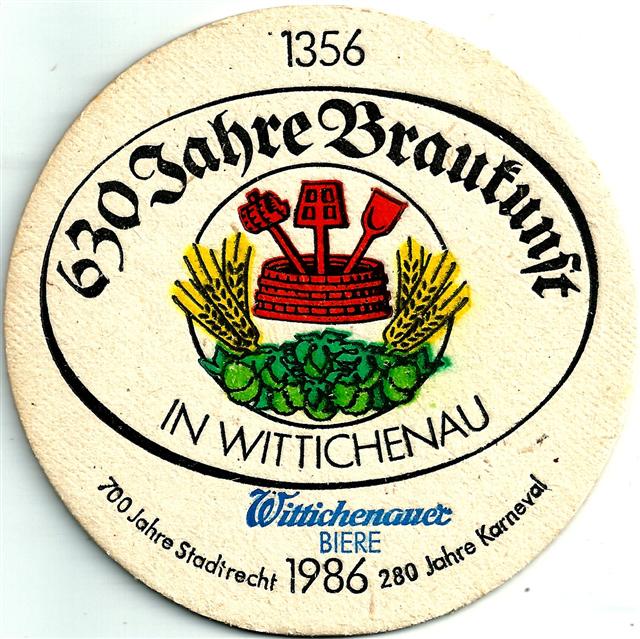 1356
630 Jahre Braukunst
IN WITTICHENAU
Wittichenauer
BIERE
700 Jahre Stadtrecht 1986 280 Jahre Karneval